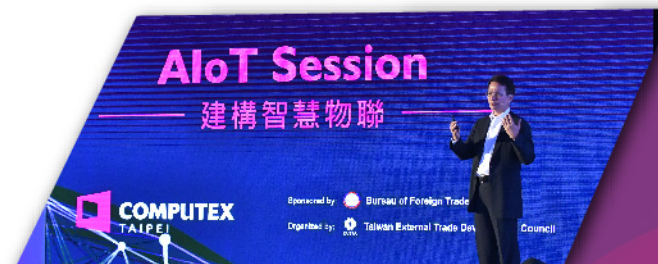 AIoT Session
建構智慧物聯
COMPUTEX
TAIPEI
Sponsored by: Bureau of Foreign Trade
Organized by: Taiwan External Trade Dev Council